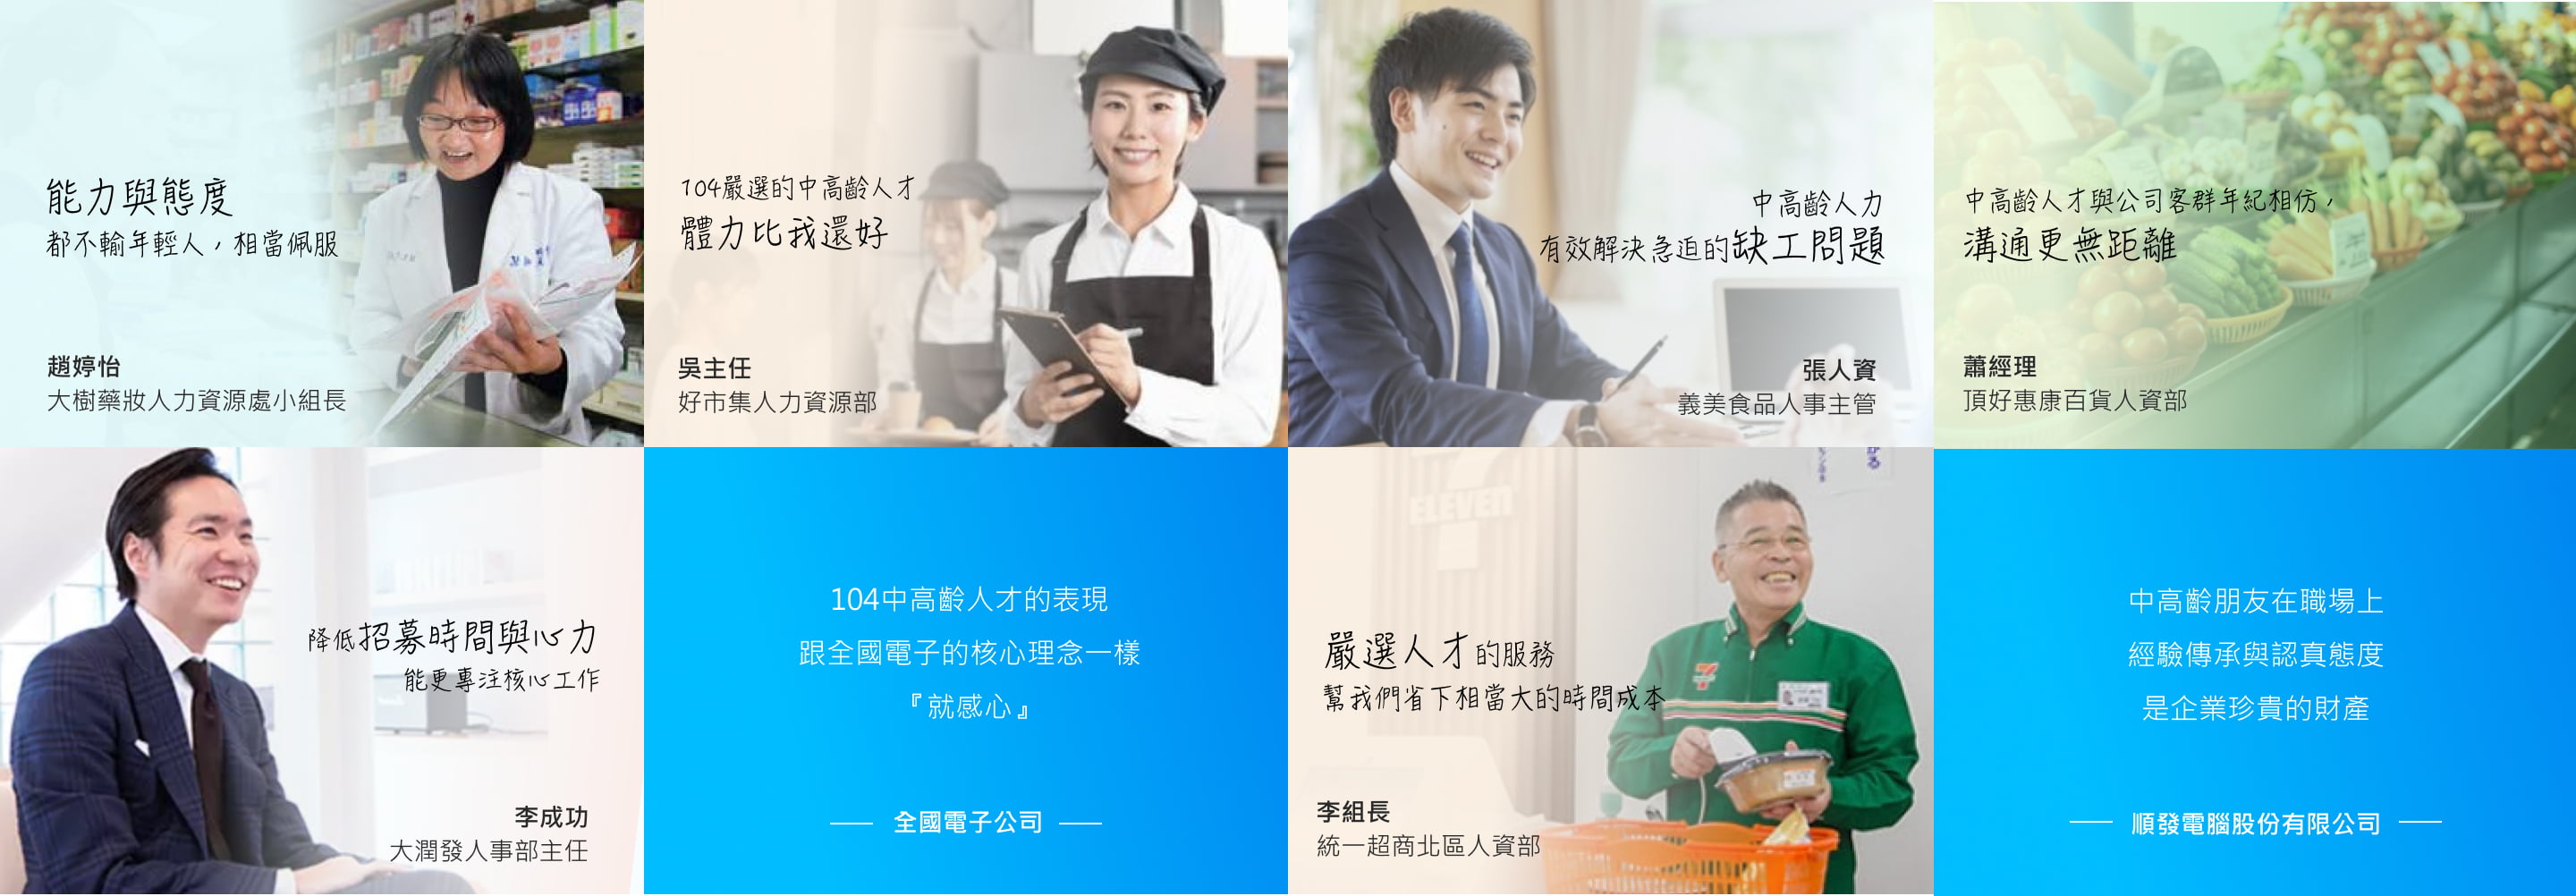 能力與態度
都不輸年輕人，相當佩服
趙婷怡
大樹藥妝人力資源處小組長
104嚴選的中高齡人才
體力比我還好
吳主任
好市集人力資源部
中高齡人力
有效解決急迫的缺工問題
張人資
義美食品人事主管
中高齡人才與公司客群年紀相仿，
溝通更無距離
蕭經理
頂好惠康百貨人資部
降低招募時間與心力
能更專注核心工作
李成功
大潤發人事部主任
104中高齡人才的表現
跟全國電子的核心理念一樣
『就感心』
全國電子公司
ELEVEN
嚴選人才的服務
幫我們省下相當大的時間成本
李組長
統一超商北區人資部
中高齡朋友在職場上
經驗傳承與認真態度
是企業珍貴的財產
順發電腦股份有限公司